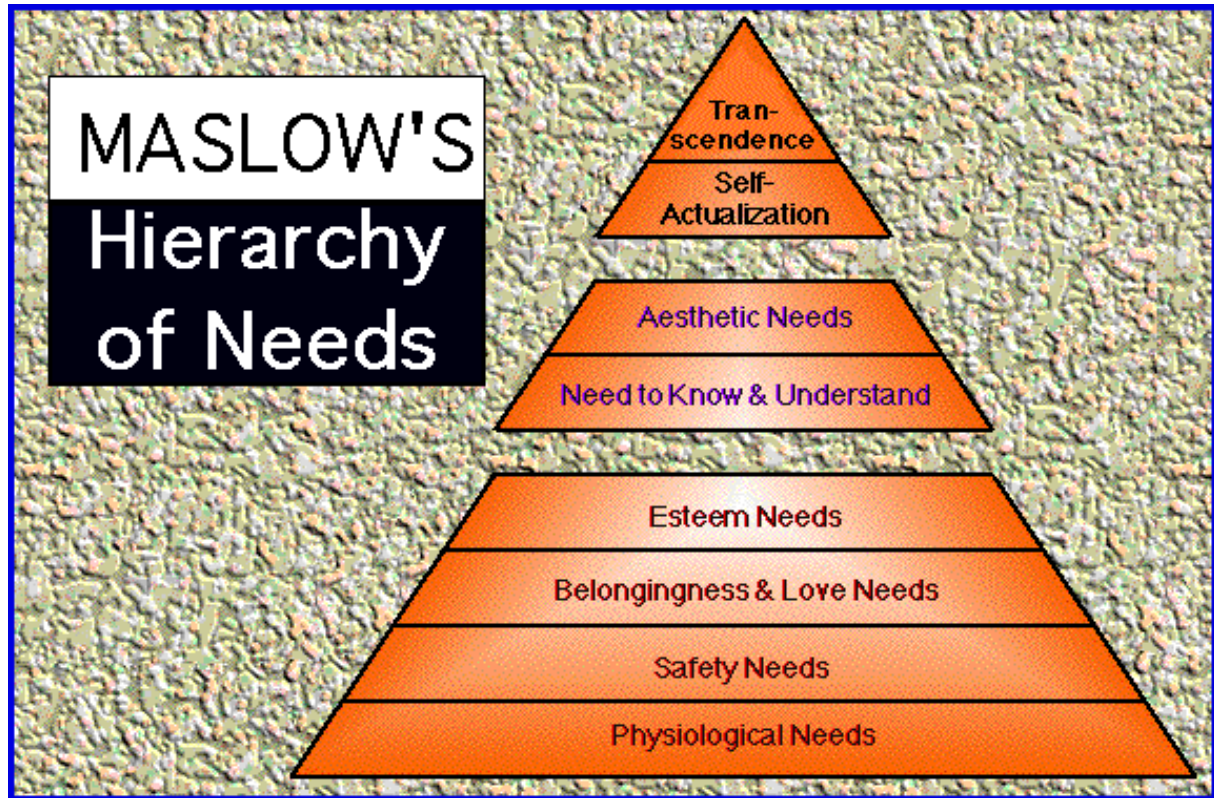 MASLOW'S
Hierarchy
of Needs
Tran-
scendence
Self-
Actualization
Aesthetic Needs
Need to Know & Understand
Esteem Needs
Belongingness & Love Needs
Safety Needs
Physiological Needs